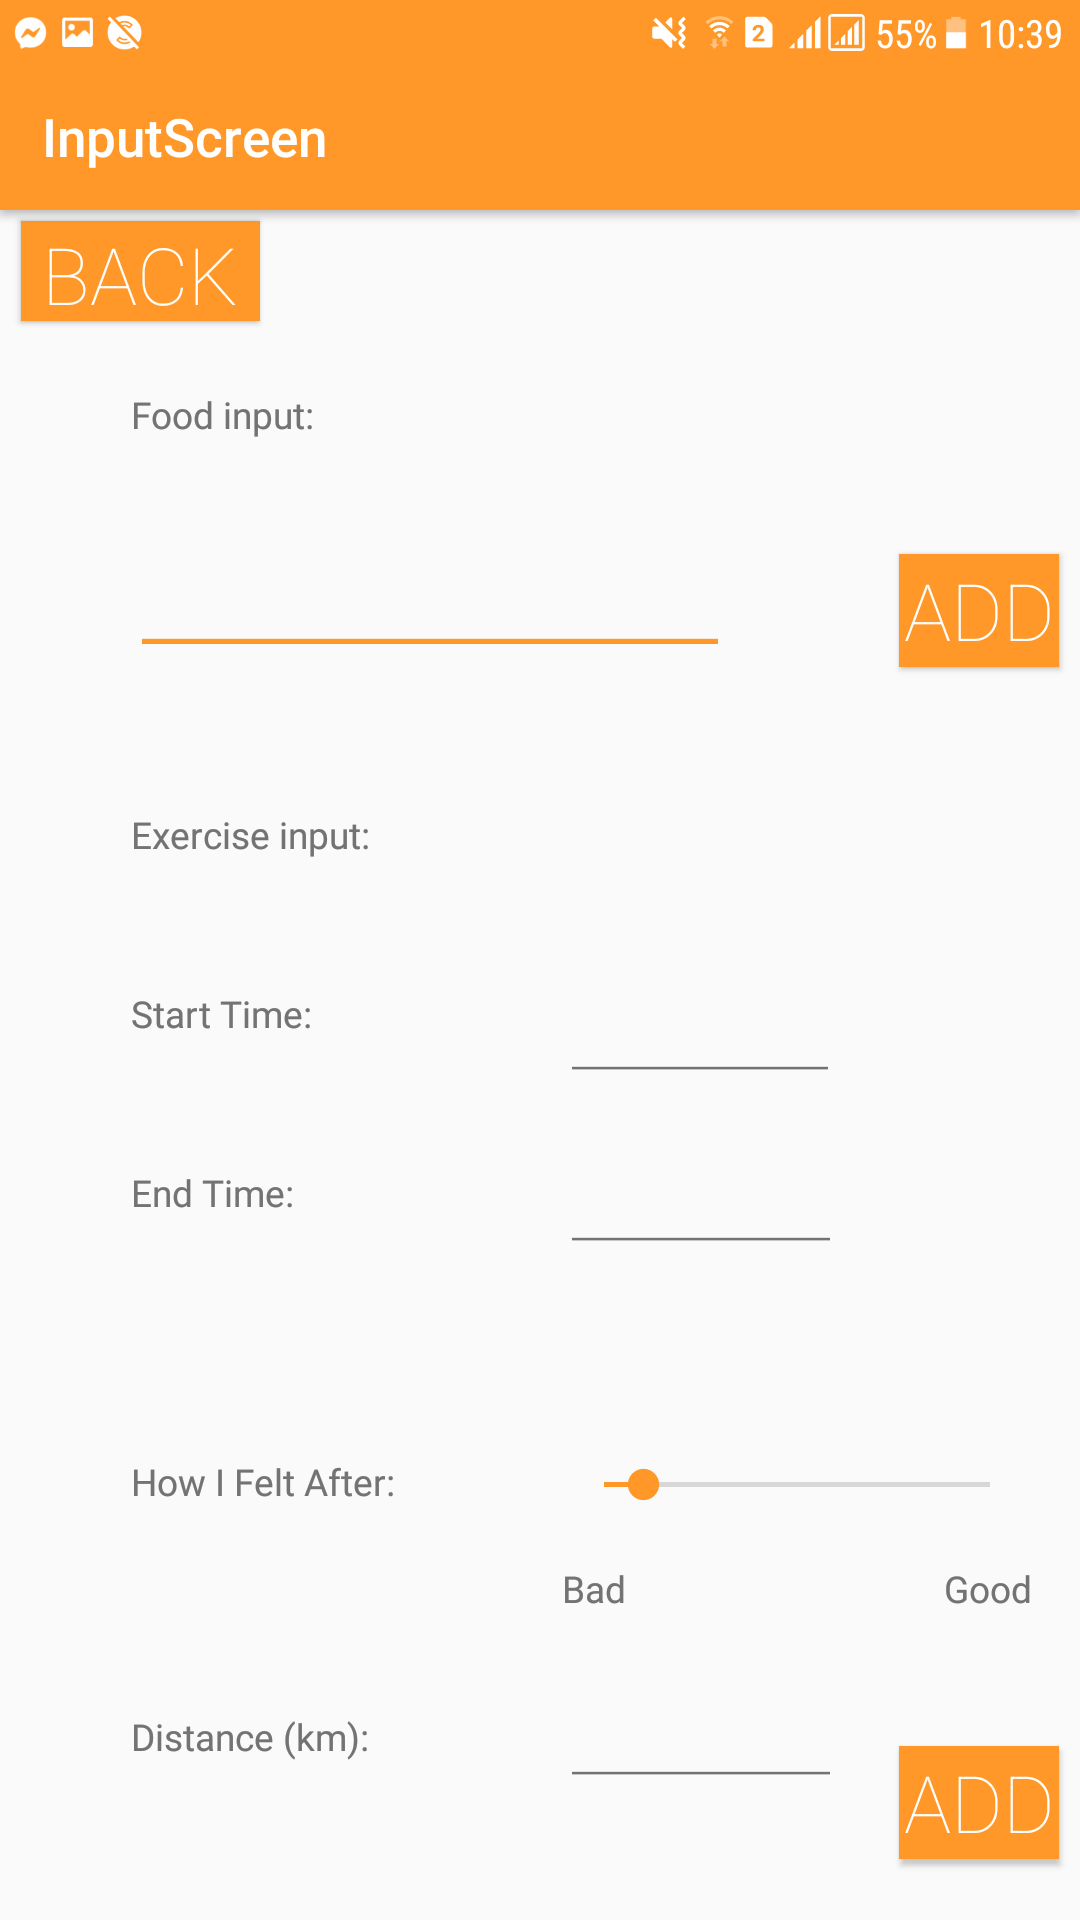 2 55% 10:39
InputScreen
BACK
Food input:
ADD
Exercise input:
Start Time:
End Time:
How I Felt After:
Bad Good
Distance (km):
ADD